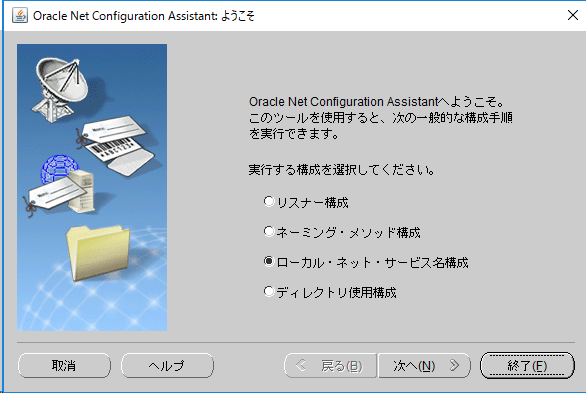 Oracle Net Configuration Assistant: ようこそ
Oracle Net Configuration Assistantへようこそ。
このツールを使用すると、次の一般的な構成手順
を実行できます。
実行する構成を選択してください。
リスナー構成
ネーミング・メソッド構成
ローカル・ネット・サービス名構成
ディレクトリ使用構成
取消
ヘルプ
戻る(B)
次へ(N)
終了(F)